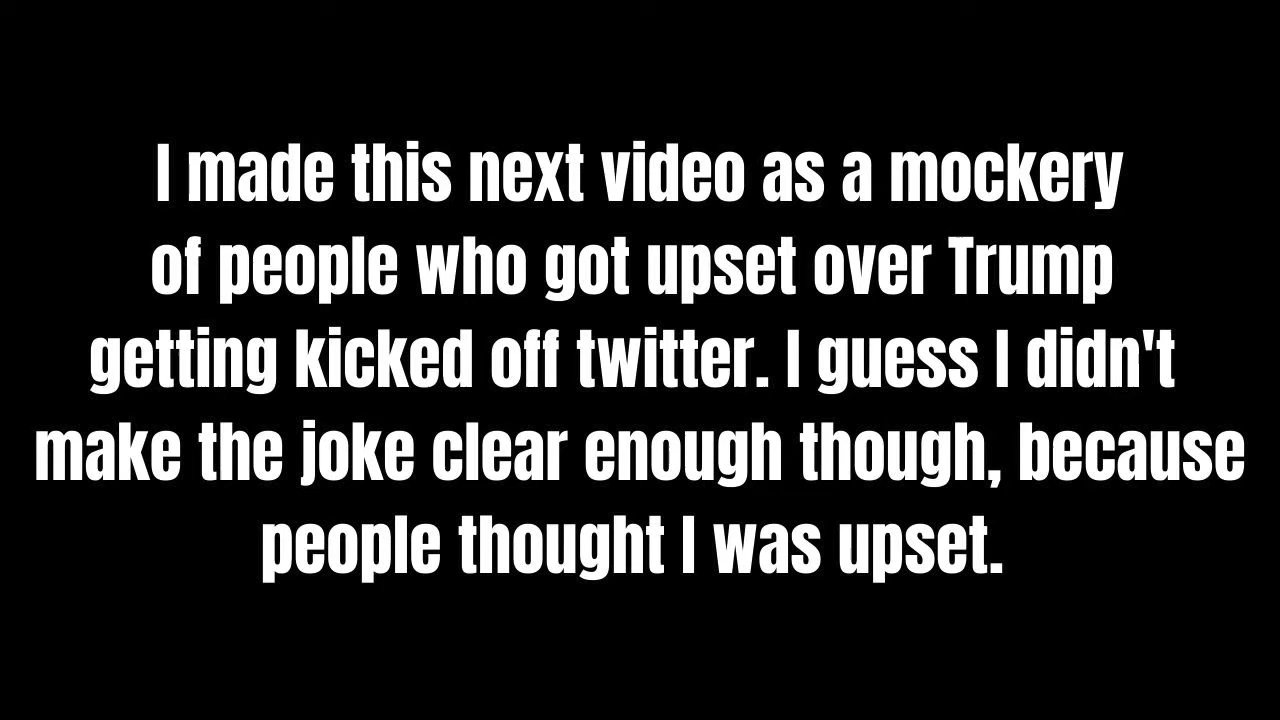 I made this next video as a mockery
of people who got upset over Trump
getting kicked off twitter. I guess I didn't
make the joke clear enough though, because
people thought I was upset.